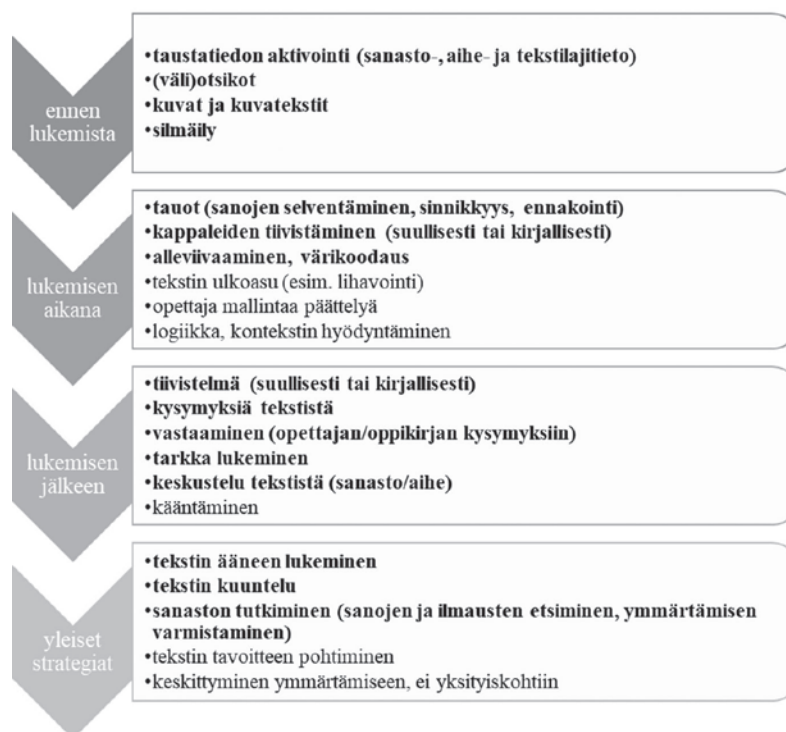 ennen
lukemista
•taustatiedon aktivointi (sanasto-, aihe- ja tekstilajitieto)
•(väli)otsikot
•kuvat ja kuvatekstit
•silmäily
lukemisen
aikana
•tauot (sanojen selventäminen, sinnikkyys, ennakointi)
•kappaleiden tiivistäminen (suullisesti tai kirjallisesti)
•alleviivaaminen, värikoodaus
•tekstin ulkoasu (esim. lihavointi)
•opettaja mallintaa päättelyä
•logiikka, kontekstin hyödyntäminen
lukemisen
jälkeen
•tiivistelmä (suullisesti tai kirjallisesti)
•kysymyksiä tekstistä
•vastaaminen (opettajan/oppikirjan kysymyksiin)
•tarkka lukeminen
•keskustelu tekstistä (sanasto/aihe)
•kääntäminen
yleiset
strategiat
•tekstin ääneen lukeminen
•tekstin kuuntelu
•sanaston tutkiminen (sanojen ja ilmausten etsiminen, ymmärtämisen
varmistaminen)
•tekstin tavoitteen pohtiminen
•keskittyminen ymmärtämiseen, ei yksityiskohtiin